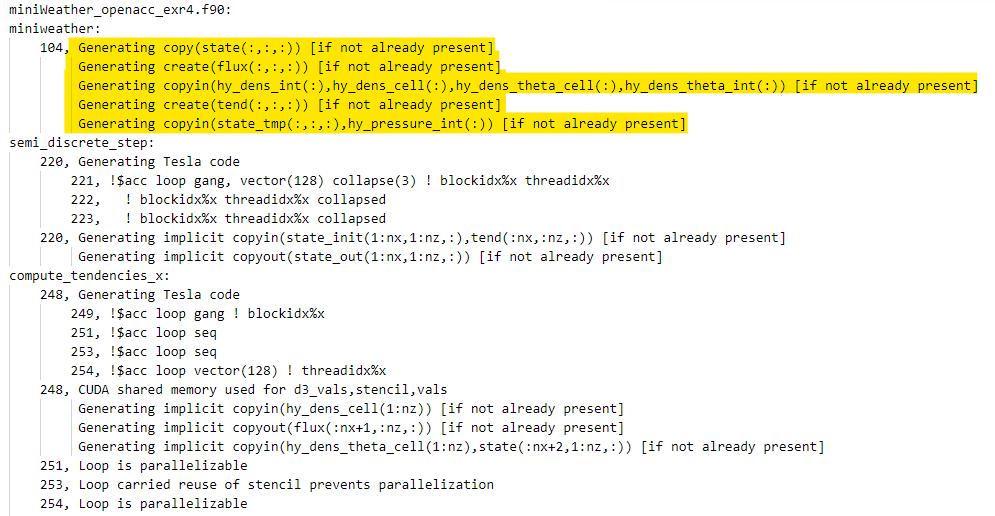 miniWeather_openacc_exr4.f90:
miniweather:
104, Generating copy(state(:,:,:)) [if not already present]
Generating create(flux(:,:,:)) [if not already present]
Generating copyin(hy_dens_int(:),hy_dens_cell(:),hy_dens_theta_cell(:),hy_dens_theta_int(:)) [if not already present]
Generating create(tend(:,:,:)) [if not already present]
Generating copyin(state_tmp(:,:,:),hy_pressure_int(:)) [if not already present]
semi_discrete_step:
220, Generating Tesla code
221, !$acc loop gang, vector(128) collapse(3) ! blockidx%x threadidx%x
222, ! blockidx%x threadidx%x collapsed
223, ! blockidx%x threadidx%x collapsed
220, Generating implicit copyin(state_init(1:nx,1:nz,:),tend(:nx,:nz,:)) [if not already present]
Generating implicit copyout(state_out(1:nx,1:nz,:)) [if not already present]
compute_tendencies_x:
248, Generating Tesla code
249, !$acc loop gang ! blockidx%x
251, !$acc loop seq
253, !$acc loop seq
254, !$acc loop vector(128) ! threadidx%x
248, CUDA shared memory used for d3_vals,stencil,vals
Generating implicit copyin(hy_dens_cell(1:nz)) [if not already present]
Generating implicit copyout(flux(:nx+1,:nz,:)) [if not already present]
Generating implicit copyin(hy_dens_theta_cell(1:nz),state(:nx+2,1:nz,:)) [if not already present]
251, Loop is parallelizable
253, Loop carried reuse of stencil prevents parallelization
254, Loop is parallelizable